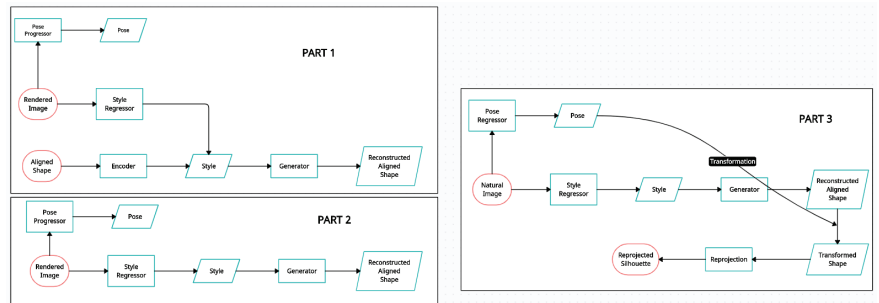 Pose
Progressor
Pose
PART 1
Rendered
Image
Style
Regressor
Aligned
Shape
Encoder
Style
Generator
Reconstructed
Aligned
Shape
Pose
Progressor
Pose
PART 2
Rendered
Image
Style
Regressor
Style
Generator
Reconstructed
Aligned
Shape
Pose
Regressor
Pose
PART 3
Transformation
Natural
Image
Style
Regressor
Style
Generator
Reconstructed
Aligned
Shape
Reprojected
Silhouette
Reprojection
Transformed
Shape